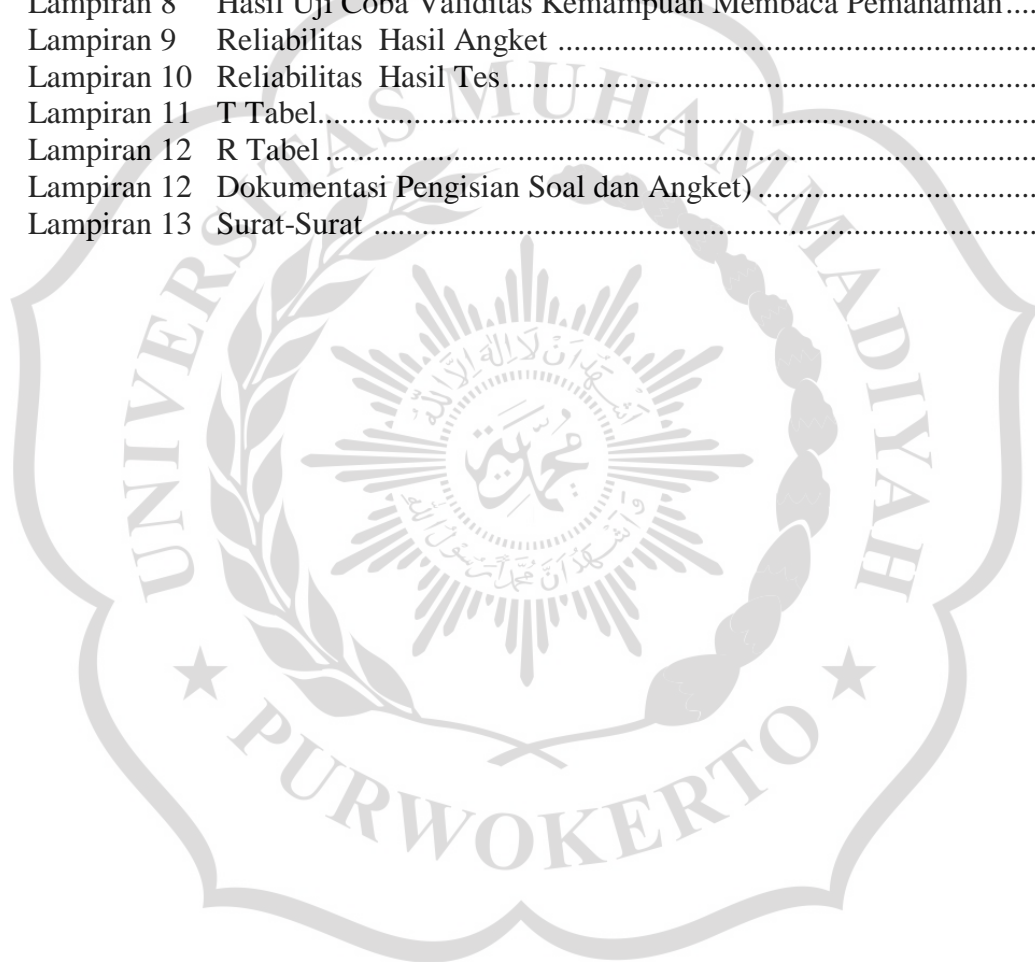 Lampiran 8 Hasil Uji Coba Validitas Kemampuan Membaca Pemahaman....
Lampiran 9 Reliabilitas Hasil Angket ............................................................
Lampiran 10 Reliabilitas Hasil Tes...................................................................
Lampiran 11 T Tabel..........................................................................................
Lampiran 12 R Tabel .........................................................................................
Lampiran 12 Dokumentasi Pengisian Soal dan Angket) ...................................
Lampiran 13 Surat-Surat ...................................................................................
UNIVERSITAS MUHAMMADIYAH
PURWOKERTO